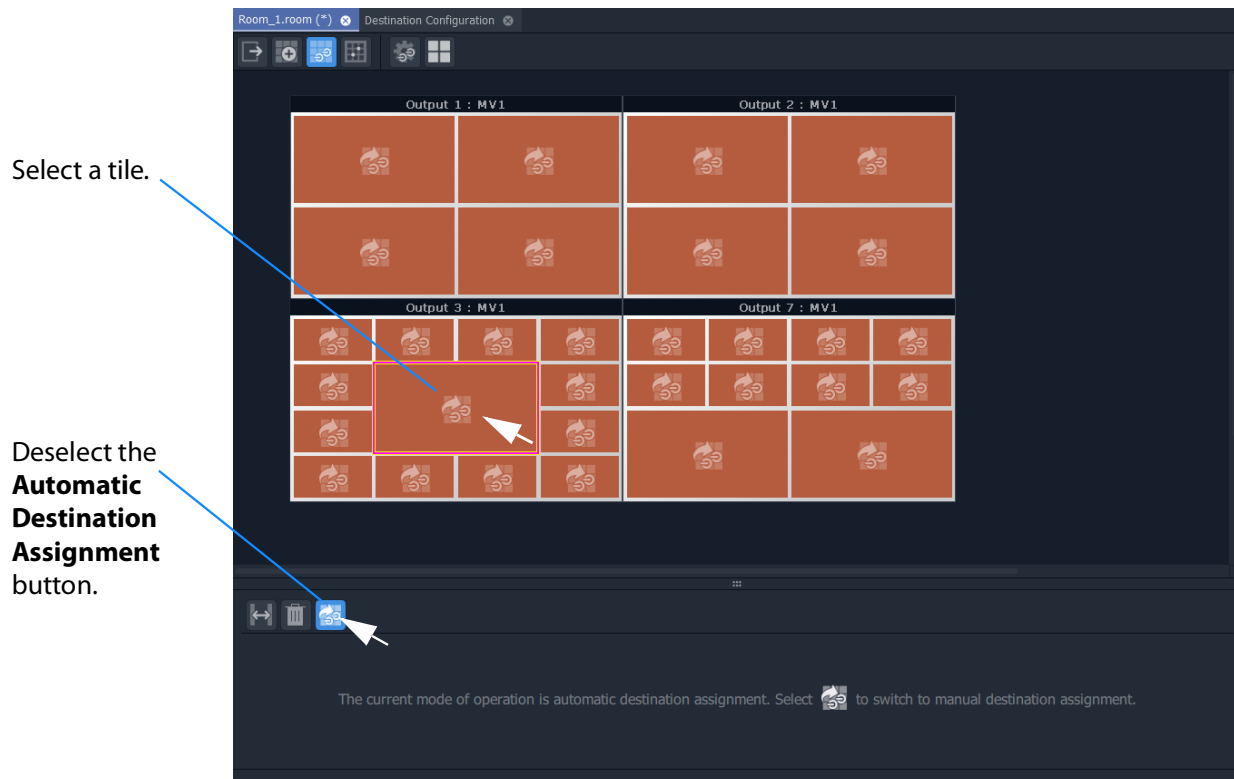 Room_1.room (*)
Destination Configuration
Output 1 : MV1
Output 2 : MV1
Select a tile.
Output 3 : MV1
Output 7 : MV1
Deselect the
Automatic
Destination
Assignment
button.
The current mode of operation is automatic destination assignment. Select to switch to manual destination assignment.